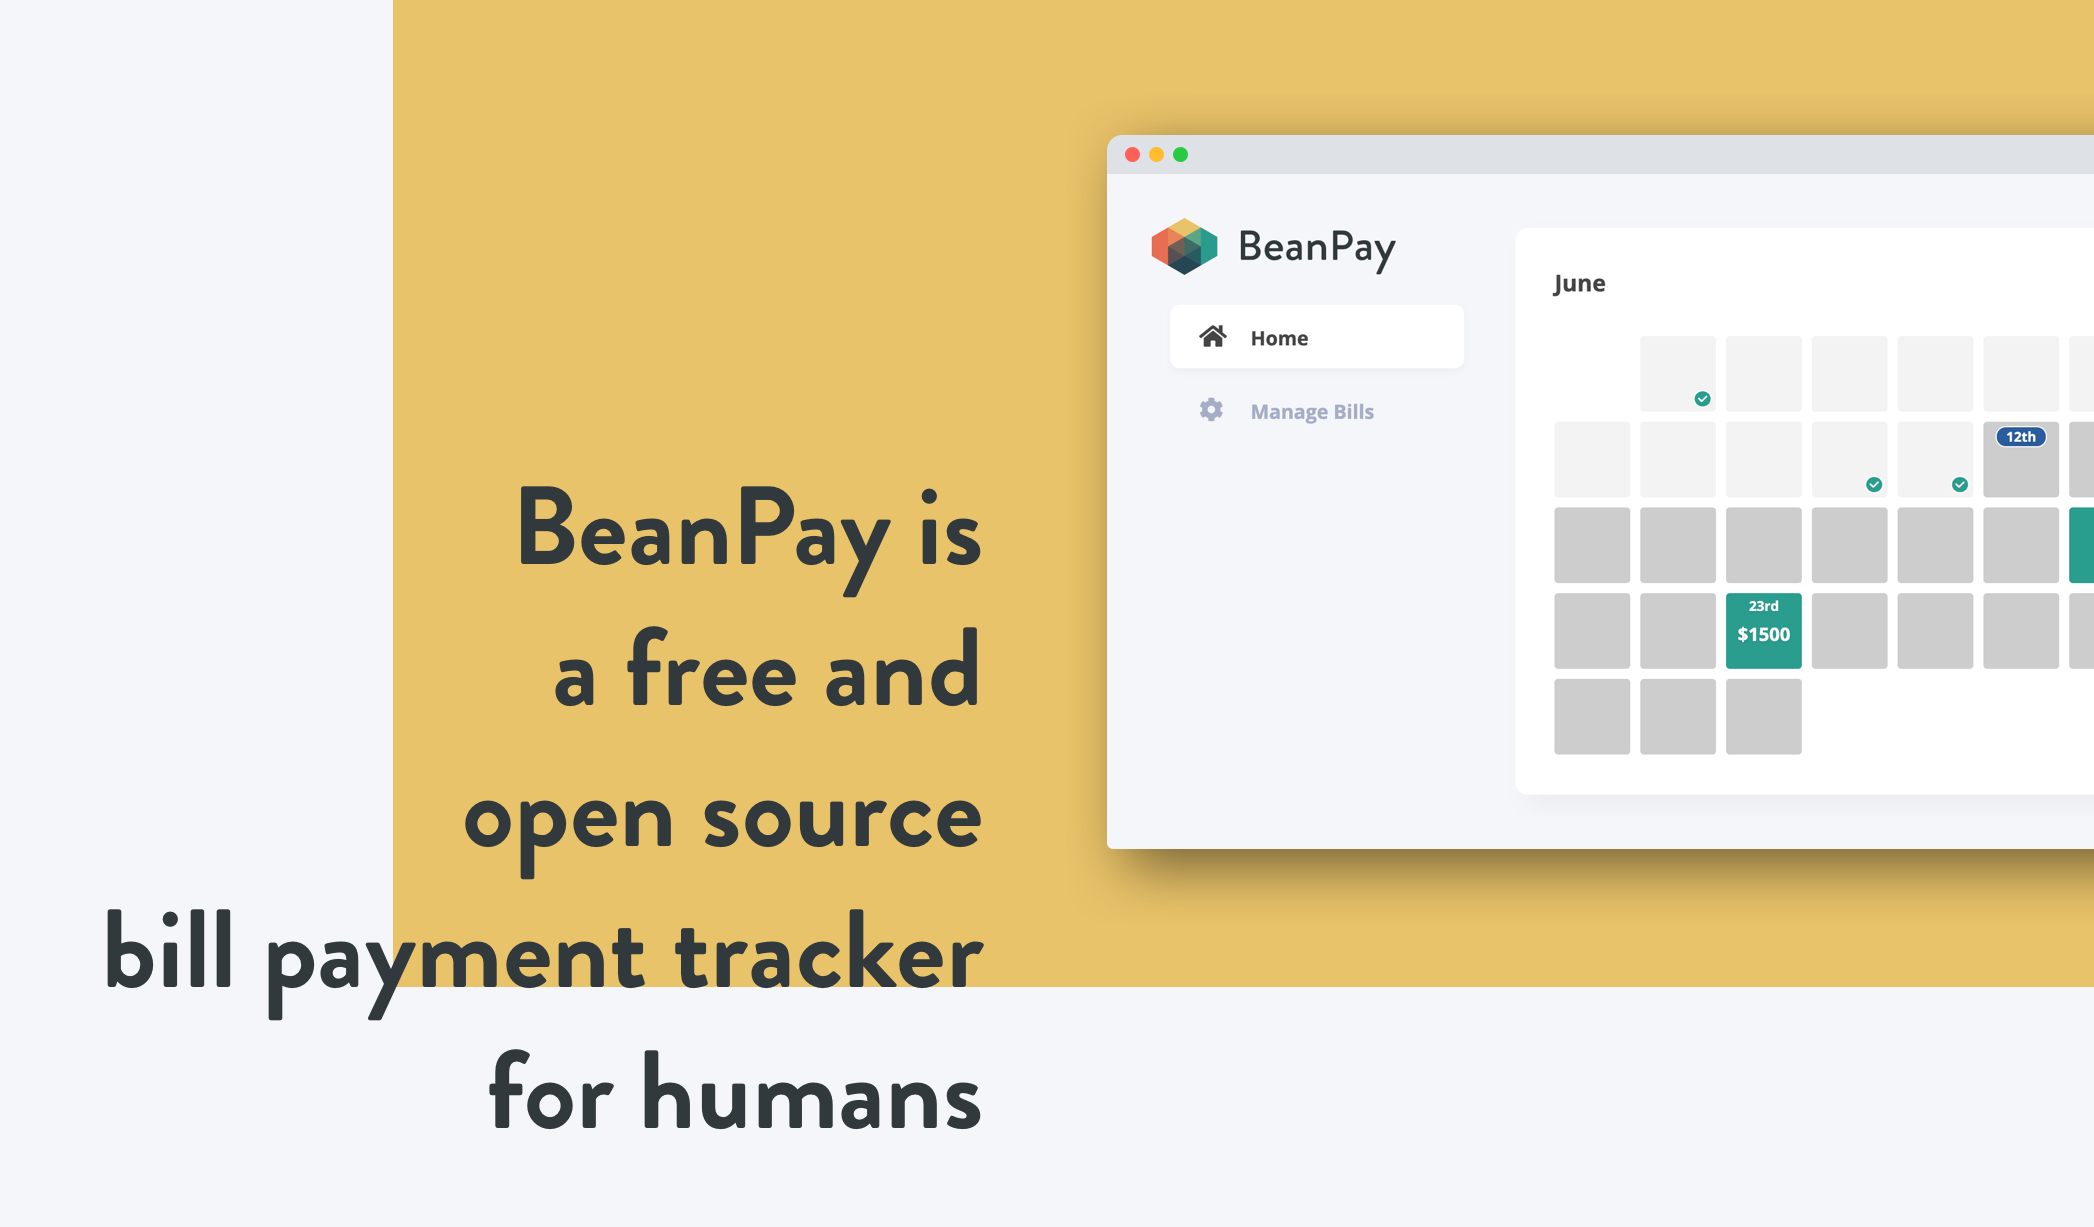 BeanPay is
a free and
open source
bill payment tracker
for humans
BeanPay
Home
Manage Bills
June
12th
23rd
$1500